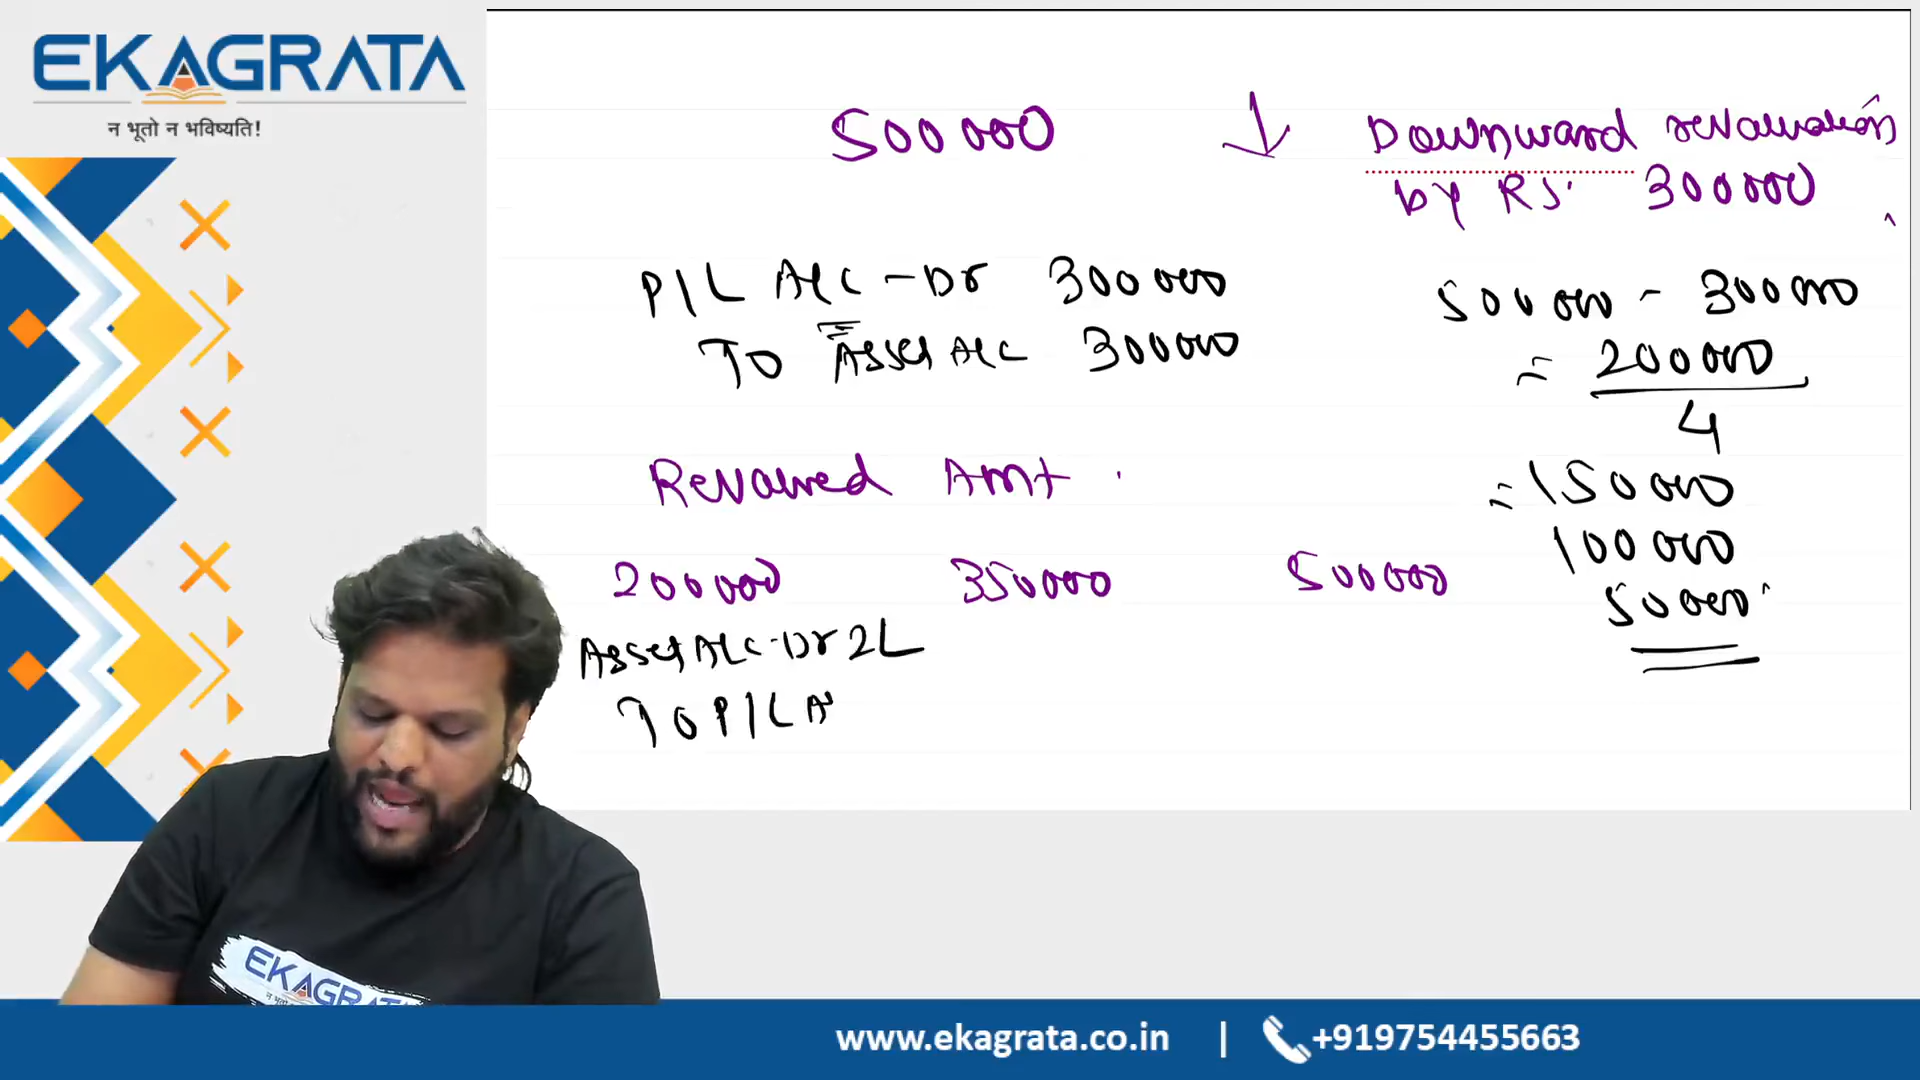 EKAGRATA
न भूतो न भविष्यति!
500000 ↓ Downward revaluation
by RS. 300000
P/L A/C - Dr 300000
TO Asset A/C 300000
500000 - 300000
= 200000
4
= 150000
100000
50000
Revalued Amt
200000 350000 500000
Asset A/C - Dr 2L
TO P/L A
EKAGRATA
www.ekagrata.co.in | +919754455663